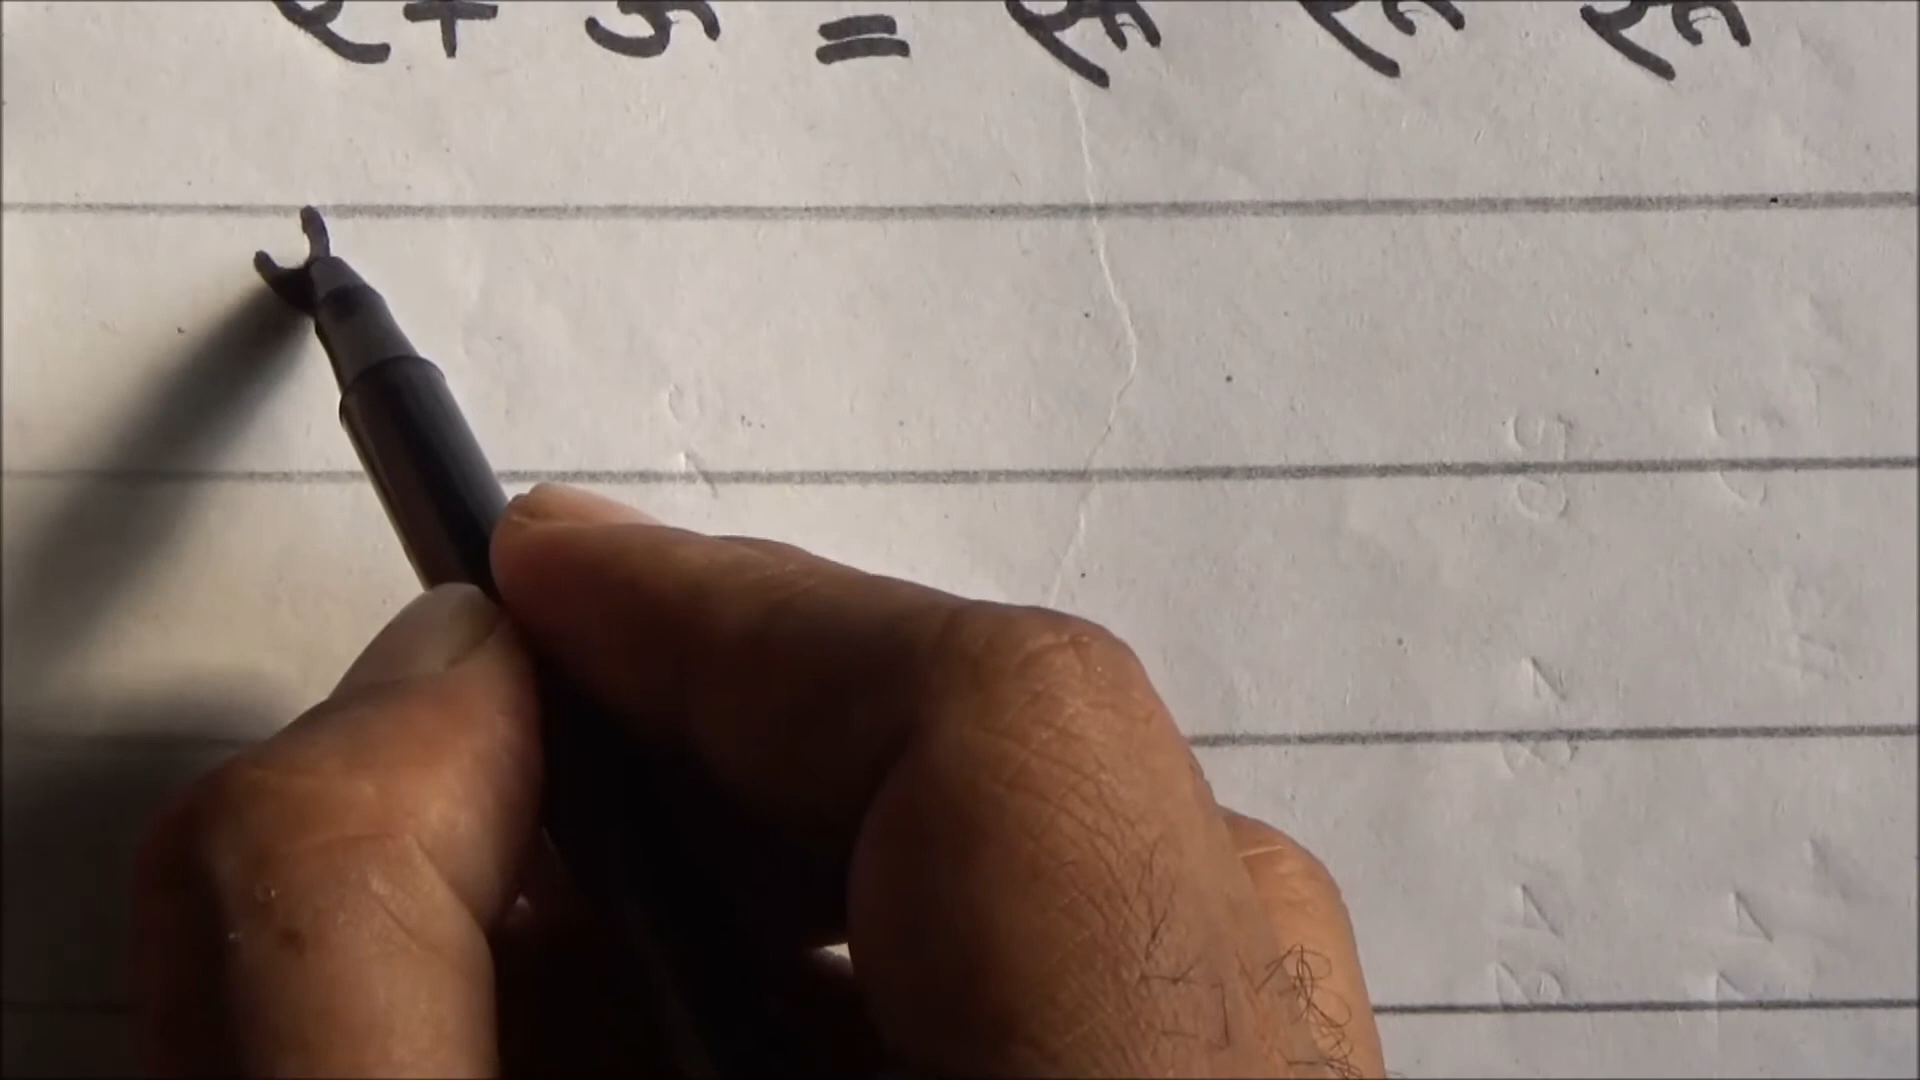 र + ऊ = रू रू रू